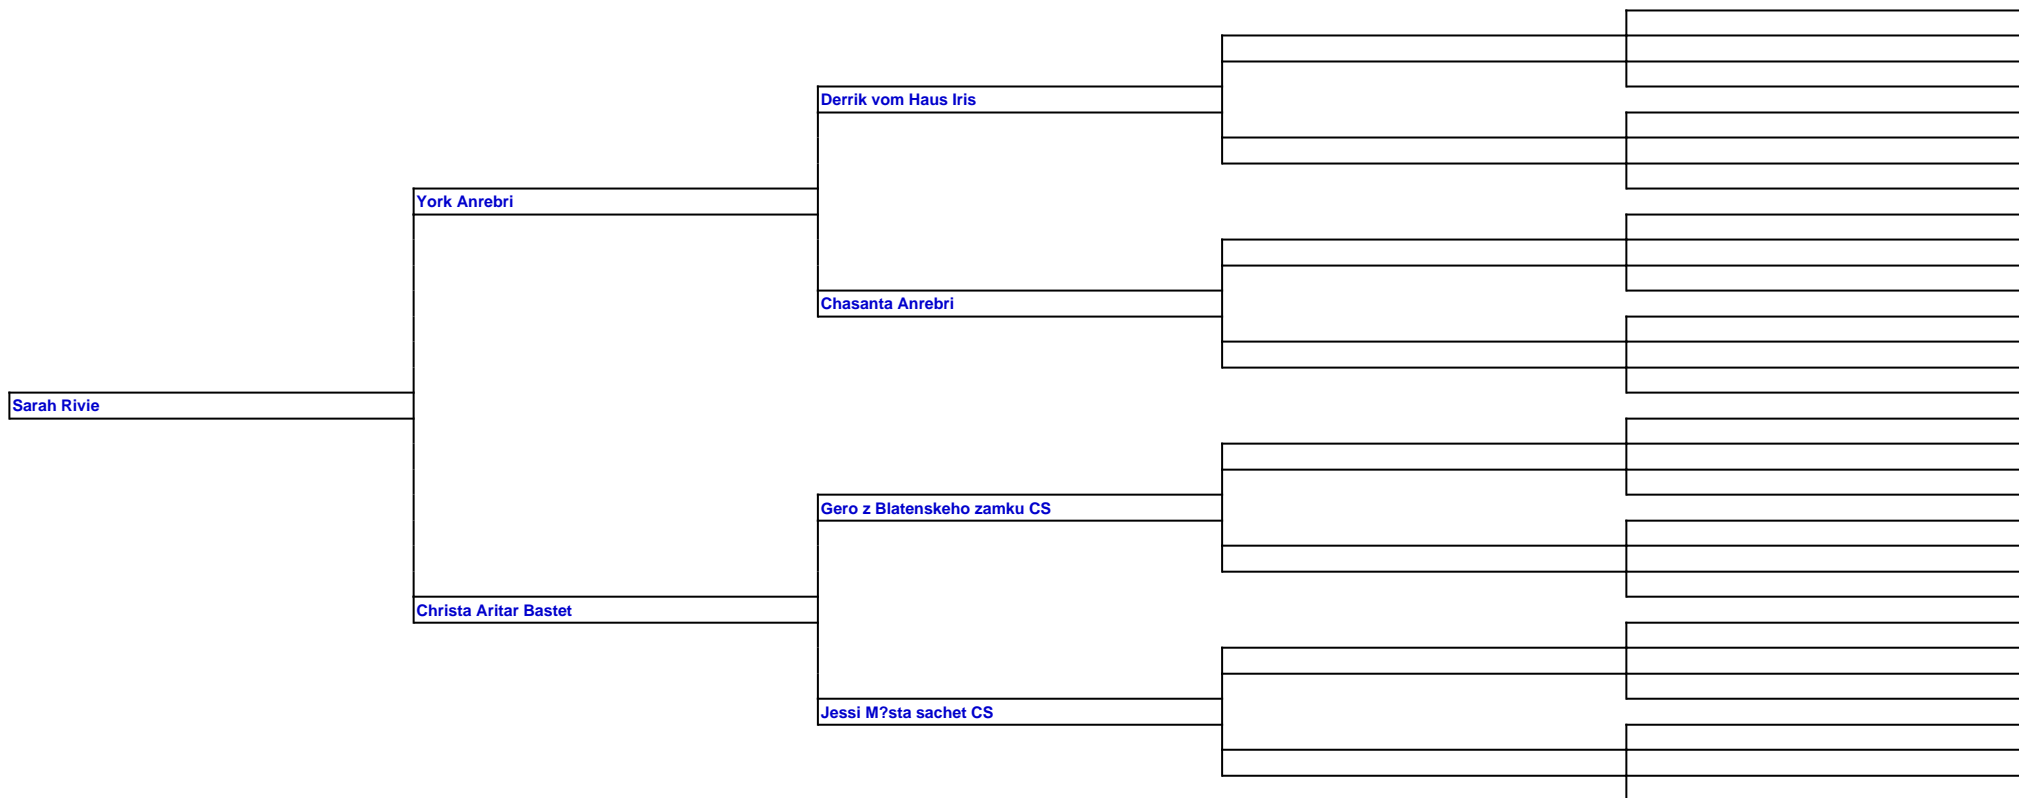 Derrik vom Haus Iris
York Anrebri
Chasanta Anrebri
Sarah Rivie
Gero z Blatenskeho zamku CS
Christa Aritar Bastet
Jessi M?sta sachet CS